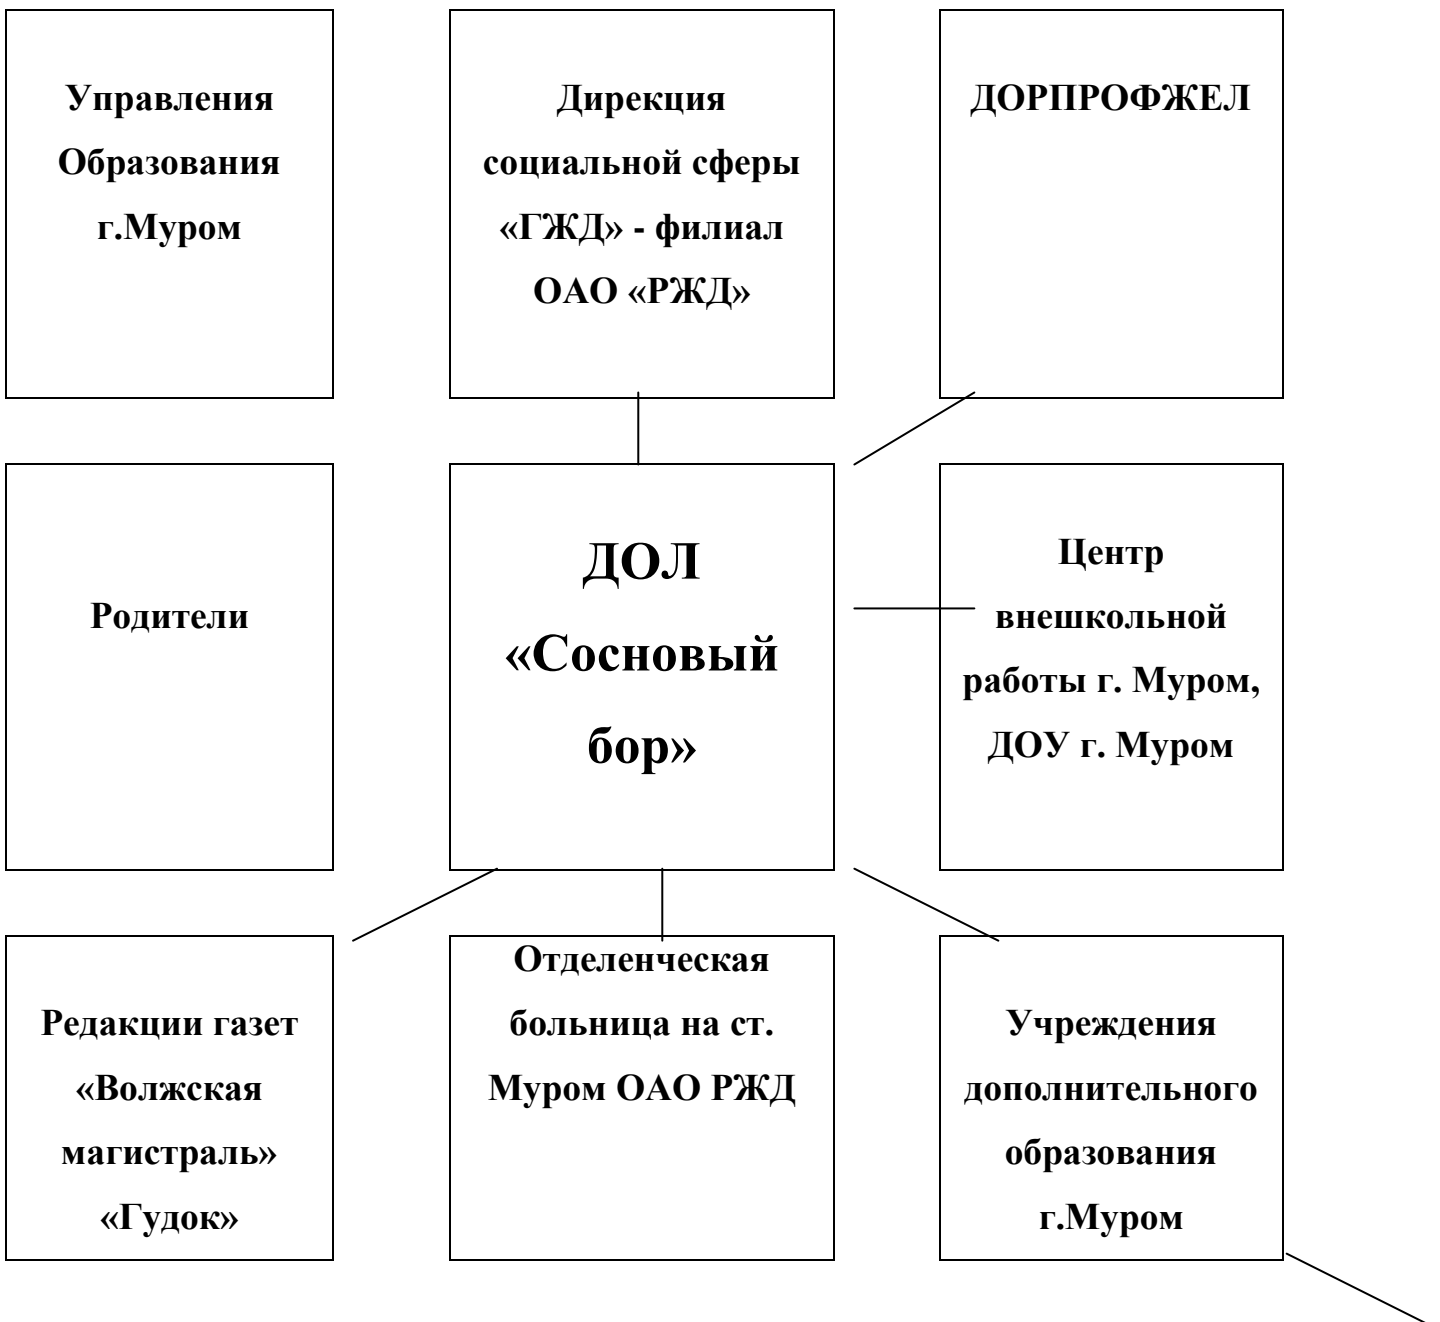 Управления
Образования
г.Муром
Дирекция
социальной сферы
«ГЖД» - филиал
ОАО «РЖД»
ДОРПРОФЖЕЛ
Родители
ДОЛ
«Сосновый
бор»
Центр
внешкольной
работы г. Муром,
ДОУ г. Муром
Редакции газет
«Волжская
магистраль»
«Гудок»
Отделенческая
больница на ст.
Муром ОАО РЖД
Учреждения
дополнительного
образования
г.Муром